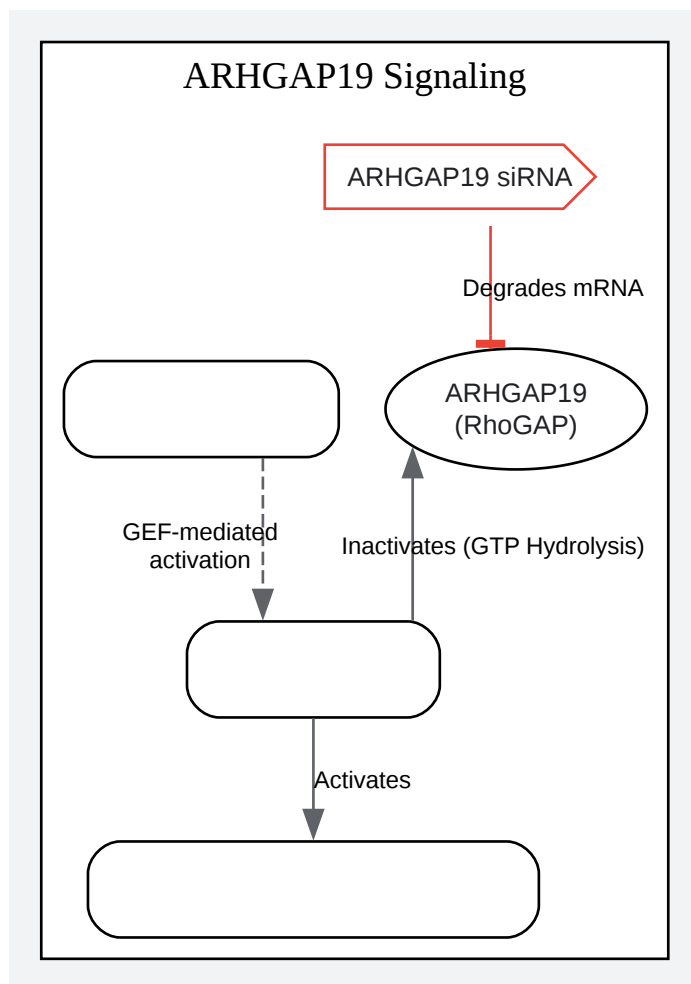 ARHGAP19 Signaling
ARHGAP19 siRNA
Degrades mRNA
ARHGAP19
(RhoGAP)
GEF-mediated
activation
Inactivates (GTP Hydrolysis)
Activates